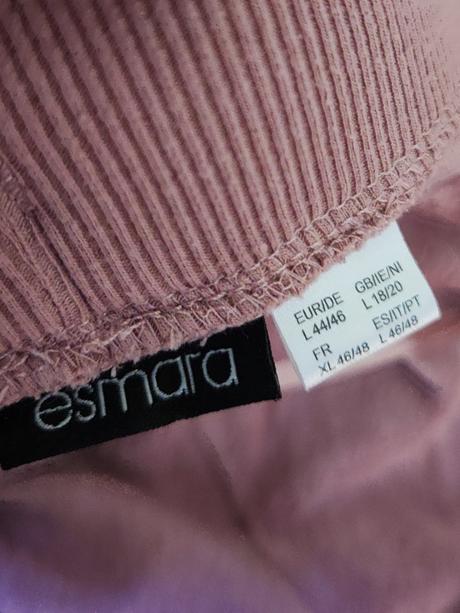 esmara
EUR/DE GB/IE/NI
L 44/46 L 18/20
FR ES/IT/PT
XL 46/48 L 46/48